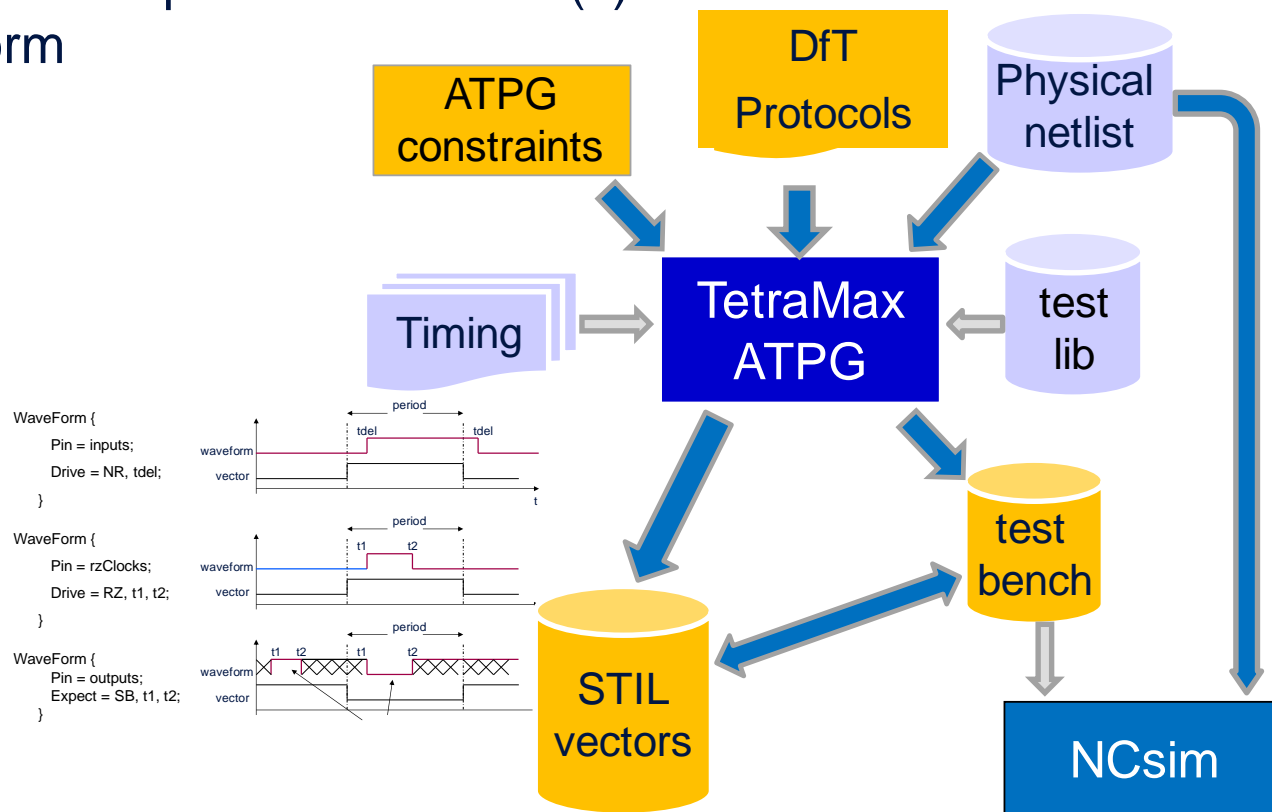 orm
DfT
Protocols
ATPG
constraints
Physical
netlist
TetraMax
ATPG
Timing
test
lib
WaveForm {
Pin = inputs;
Drive = NR, tdel;
}
period
tdel
tdel
waveform
vector
t
WaveForm {
Pin = rzClocks;
Drive = RZ, t1, t2;
}
period
t1
t2
waveform
vector
WaveForm {
Pin = outputs;
Expect = SB, t1, t2;
}
period
t1
t2
t1
t2
waveform
vector
test
bench
STIL
vectors
NCsim